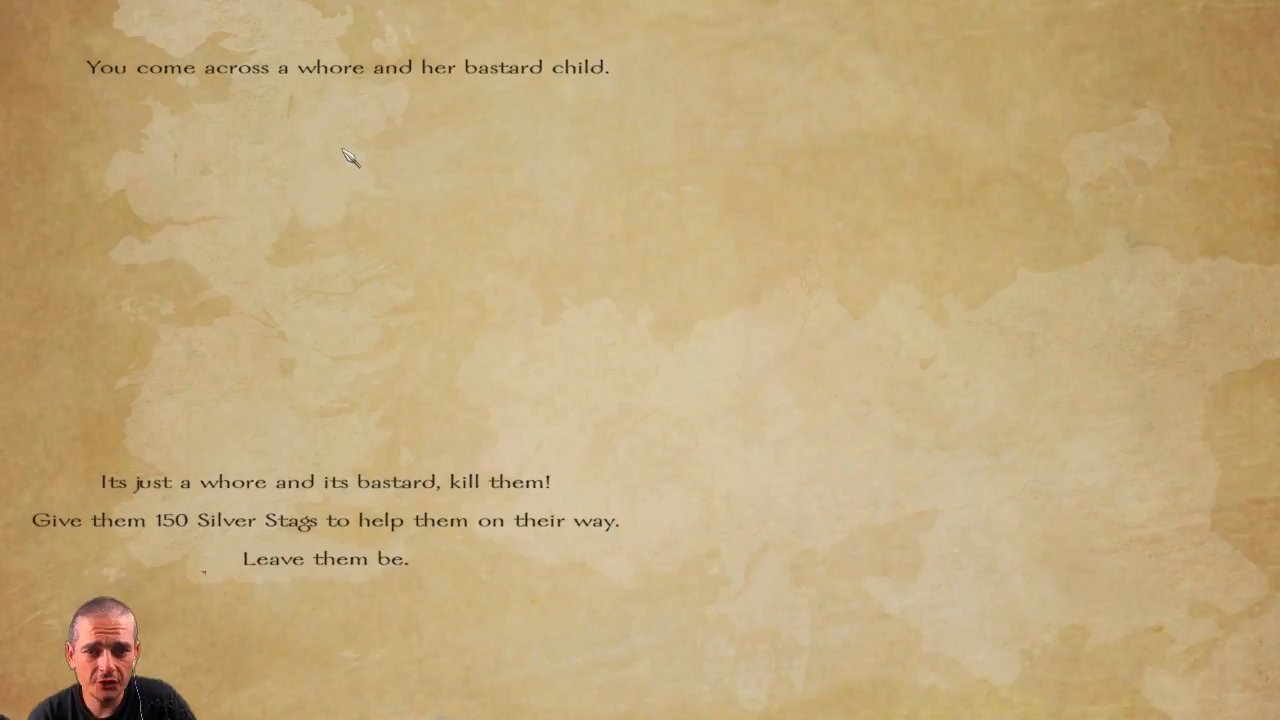 You come across a whore and her bastard child.
Its just a whore and its bastard, kill them!
Give them 150 Silver Stags to help them on their way.
Leave them be.